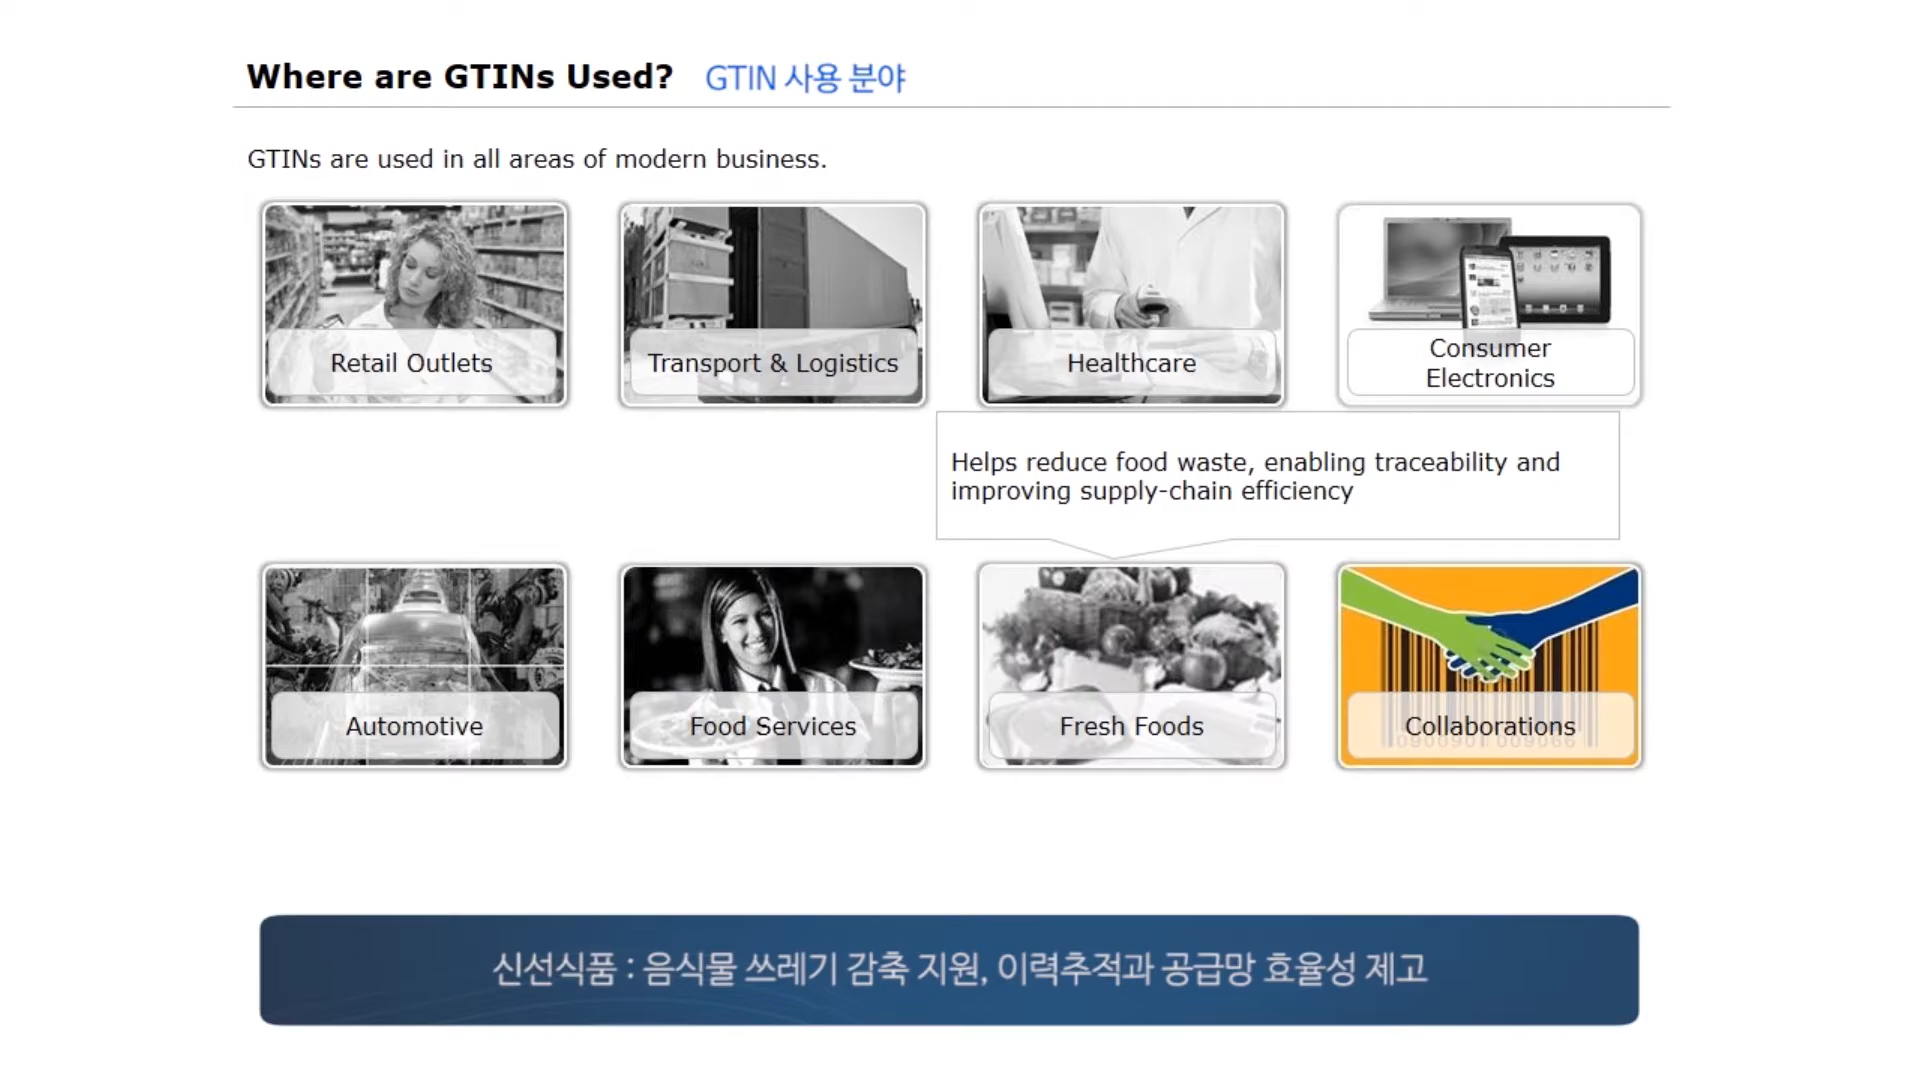 Where are GTINs Used? GTIN 사용 분야
GTINs are used in all areas of modern business.
Retail Outlets
Transport & Logistics
Healthcare
Consumer
Electronics
Helps reduce food waste, enabling traceability and
improving supply-chain efficiency
Automotive
Food Services
Fresh Foods
Collaborations
신선식품 : 음식물 쓰레기 감축 지원, 이력추적과 공급망 효율성 제고